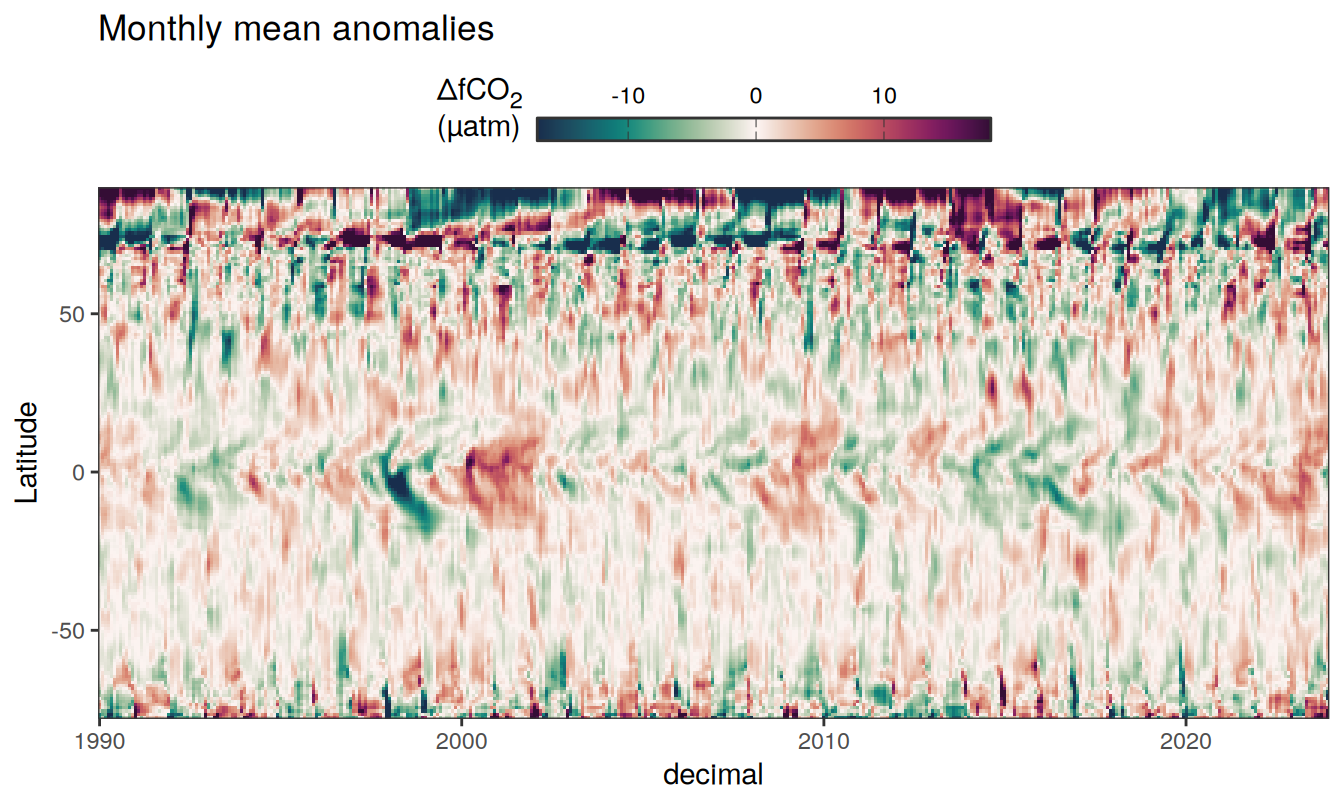 Monthly mean anomalies
ΔfCO₂
(µatm)
-10 0 10
50
0
-50
Latitude
1990 2000 2010 2020
decimal